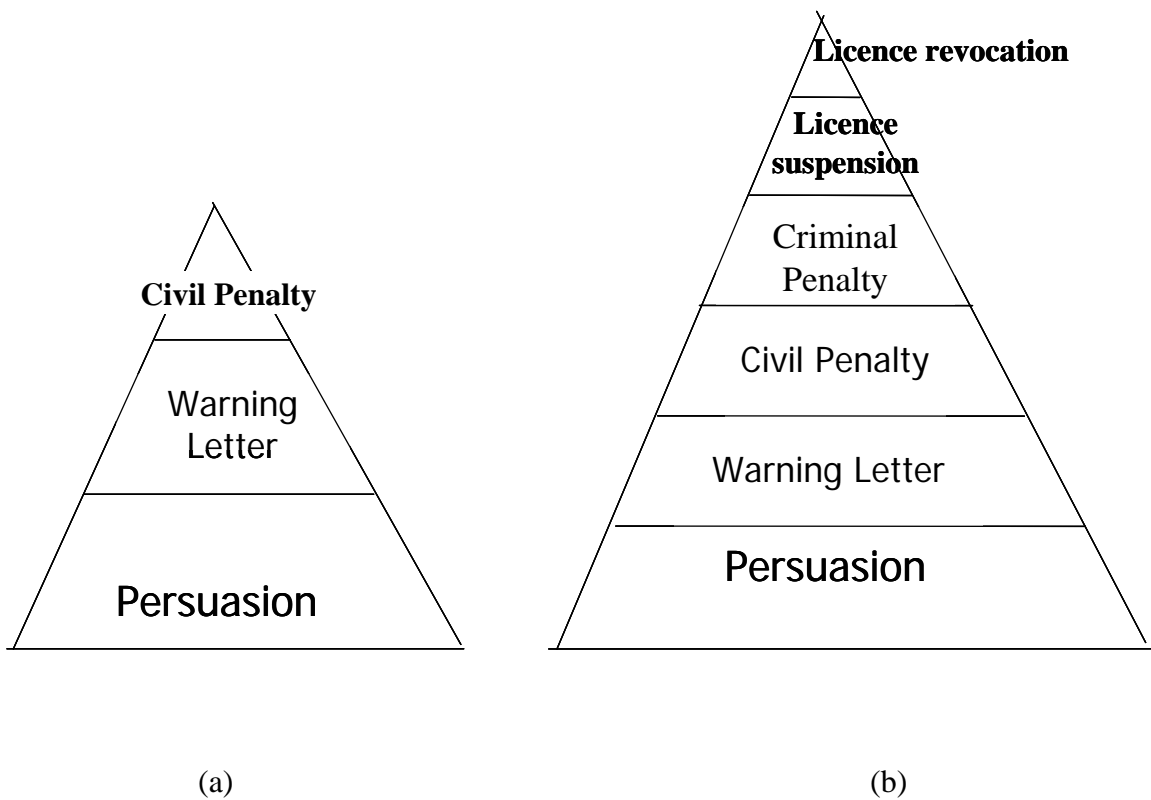 Civil Penalty
Warning
Letter
Persuasion
(a)
Licence revocation
Licence
suspension
Criminal
Penalty
Civil Penalty
Warning Letter
Persuasion
(b)